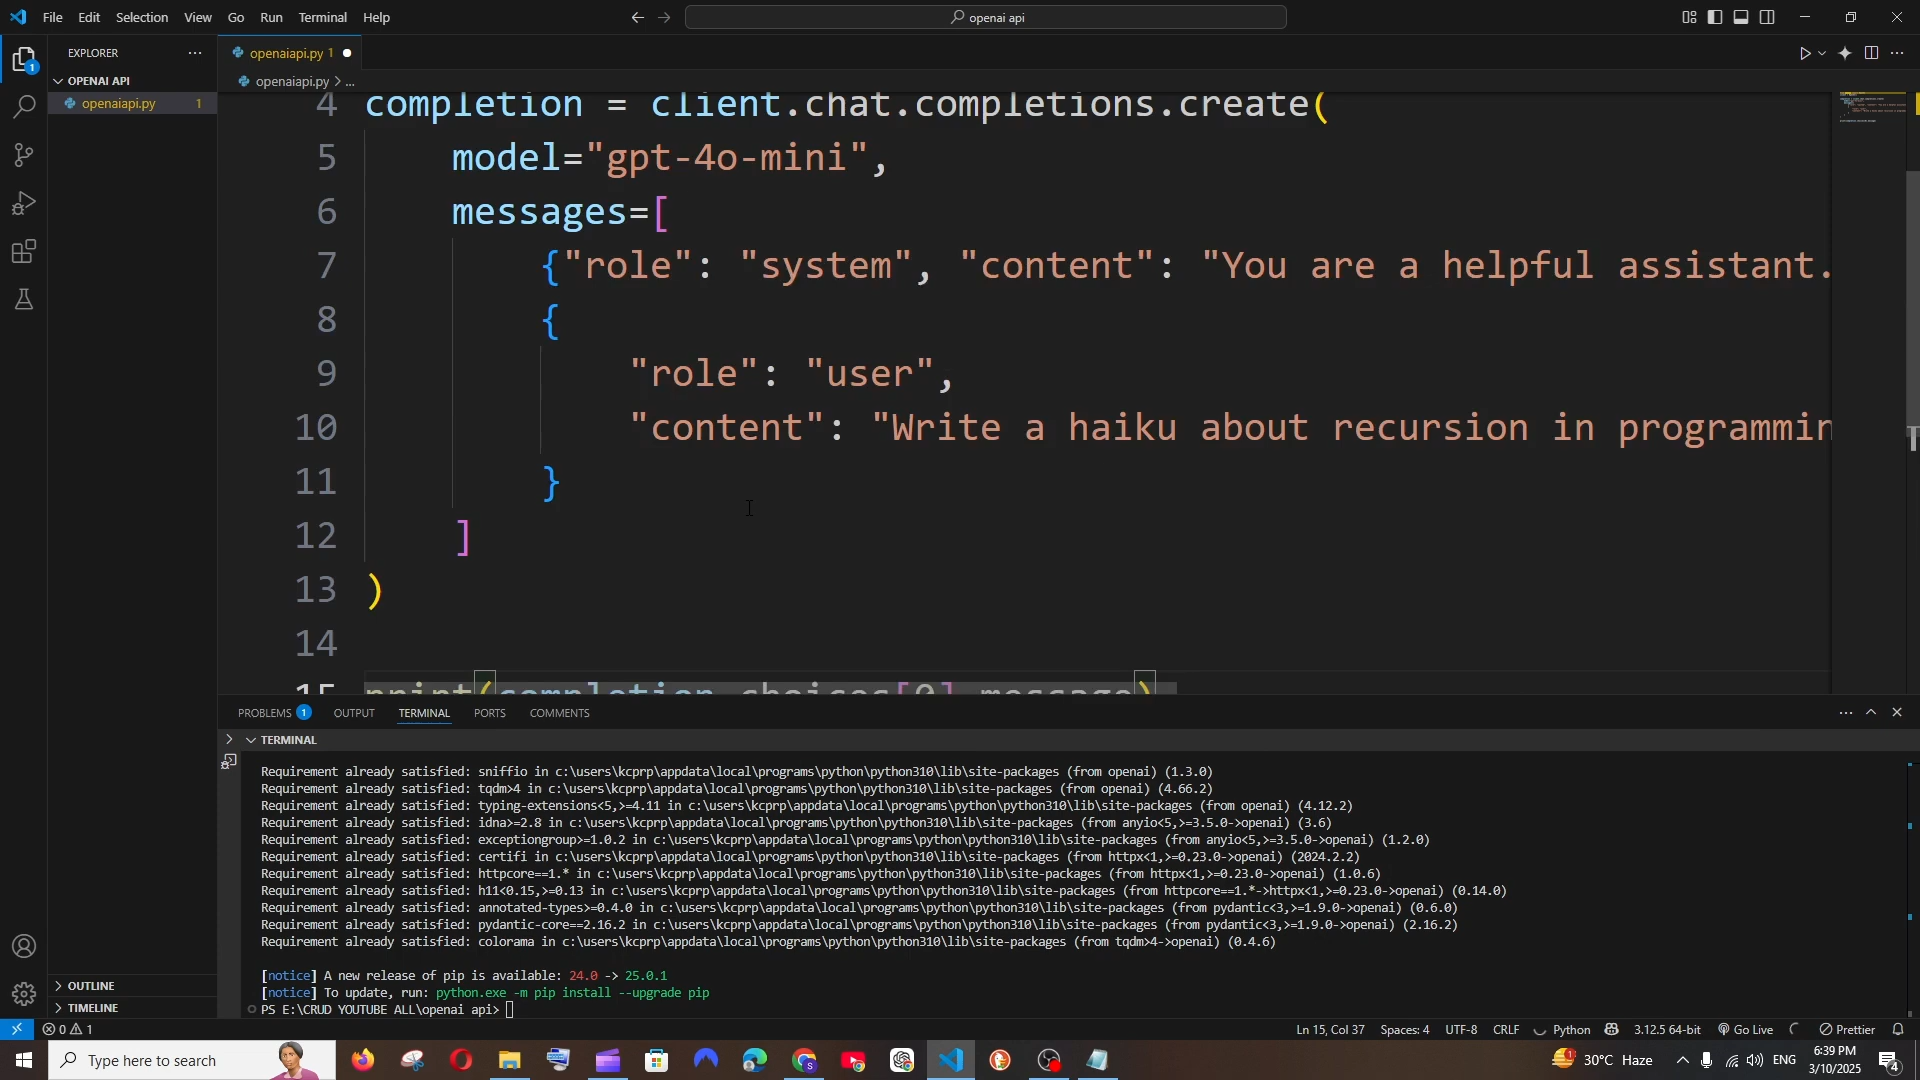 File Edit Selection View Go Run Terminal Help
openai api
EXPLORER
OPENAI API
openaiapi.py 1
openaiapi.py 1
openaiapi.py > ...
4 completion = client.chat.completions.create(
5 model="gpt-4o-mini",
6 messages=[
7 {"role": "system", "content": "You are a helpful assistant.
8 {
9 "role": "user",
10 "content": "Write a haiku about recursion in programmin
11 }
12 ]
13 )
14
15 print(completion.choices[0].message)
PROBLEMS 1 OUTPUT TERMINAL PORTS COMMENTS
TERMINAL
Requirement already satisfied: sniffio in c:\users\kcprp\appdata\local\programs\python\python310\lib\site-packages (from openai) (1.3.0)
Requirement already satisfied: tqdm>4 in c:\users\kcprp\appdata\local\programs\python\python310\lib\site-packages (from openai) (4.66.2)
Requirement already satisfied: typing-extensions<5,>=4.11 in c:\users\kcprp\appdata\local\programs\python\python310\lib\site-packages (from openai) (4.12.2)
Requirement already satisfied: idna>=2.8 in c:\users\kcprp\appdata\local\programs\python\python310\lib\site-packages (from anyio<5,>=3.5.0->openai) (3.6)
Requirement already satisfied: exceptiongroup>=1.0.2 in c:\users\kcprp\appdata\local\programs\python\python310\lib\site-packages (from anyio<5,>=3.5.0->openai) (1.2.0)
Requirement already satisfied: certifi in c:\users\kcprp\appdata\local\programs\python\python310\lib\site-packages (from httpx<1,>=0.23.0->openai) (2024.2.2)
Requirement already satisfied: httpcore==1.* in c:\users\kcprp\appdata\local\programs\python\python310\lib\site-packages (from httpx<1,>=0.23.0->openai) (1.0.6)
Requirement already satisfied: h11<0.15,>=0.13 in c:\users\kcprp\appdata\local\programs\python\python310\lib\site-packages (from httpcore==1.*->httpx<1,>=0.23.0->openai) (0.14.0)
Requirement already satisfied: annotated-types>=0.4.0 in c:\users\kcprp\appdata\local\programs\python\python310\lib\site-packages (from pydantic<3,>=1.9.0->openai) (0.6.0)
Requirement already satisfied: pydantic-core==2.16.2 in c:\users\kcprp\appdata\local\programs\python\python310\lib\site-packages (from pydantic<3,>=1.9.0->openai) (2.16.2)
Requirement already satisfied: colorama in c:\users\kcprp\appdata\local\programs\python\python310\lib\site-packages (from tqdm>4->openai) (0.4.6)
[notice] A new release of pip is available: 24.0 -> 25.0.1
[notice] To update, run: python.exe -m pip install --upgrade pip
PS E:\CRUD YOUTUBE ALL\openai api>
OUTLINE
TIMELINE
0 1
Ln 15, Col 37 Spaces: 4 UTF-8 CRLF Python 3.12.5 64-bit Go Live Prettier
Type here to search
30°C Haze
ENG
6:39 PM
3/10/2025
4